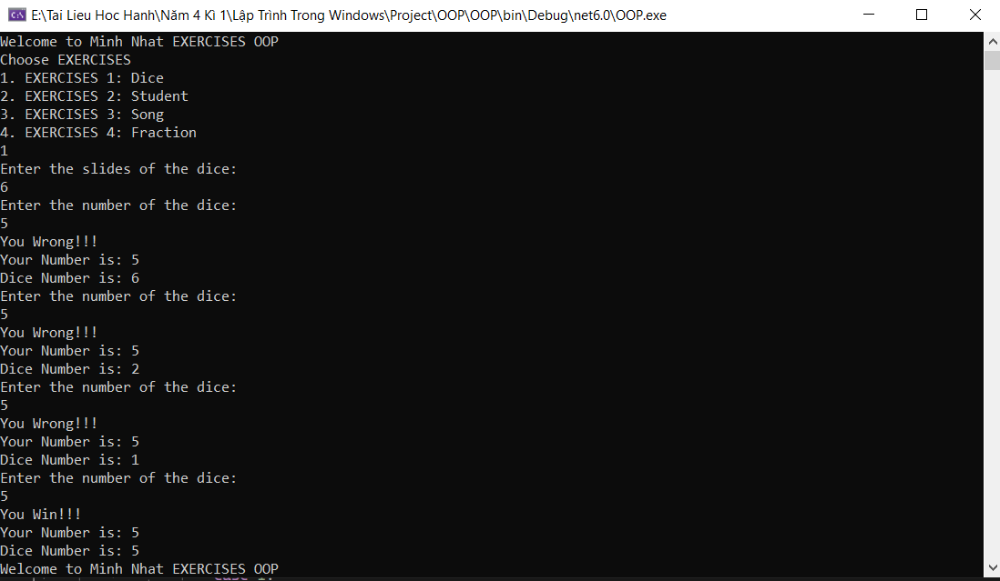 E:\Tai Lieu Hoc Hanh\Năm 4 Kì 1\Lập Trình Trong Windows\Project\OOP\OOP\bin\Debug\net6.0\OOP.exe
Welcome to Minh Nhat EXERCISES OOP
Choose EXERCISES
1. EXERCISES 1: Dice
2. EXERCISES 2: Student
3. EXERCISES 3: Song
4. EXERCISES 4: Fraction
1
Enter the slides of the dice:
6
Enter the number of the dice:
5
You Wrong!!!
Your Number is: 5
Dice Number is: 6
Enter the number of the dice:
5
You Wrong!!!
Your Number is: 5
Dice Number is: 2
Enter the number of the dice:
5
You Wrong!!!
Your Number is: 5
Dice Number is: 1
Enter the number of the dice:
5
You Win!!!
Your Number is: 5
Dice Number is: 5
Welcome to Minh Nhat EXERCISES OOP